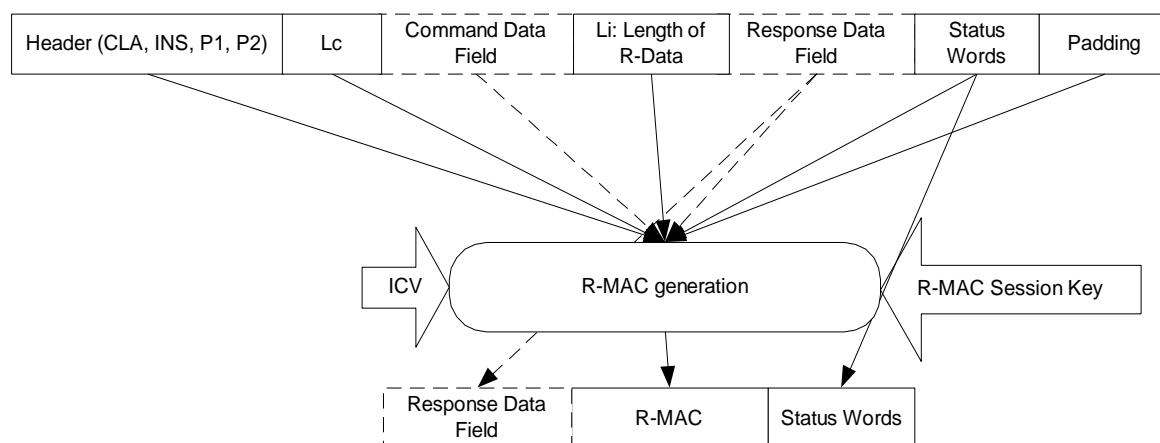 Header (CLA, INS, P1, P2)
Lc
Command Data
Field
Li: Length of
R-Data
Response Data
Field
Status
Words
Padding
ICV
R-MAC generation
R-MAC Session Key
Response Data
Field
R-MAC
Status Words